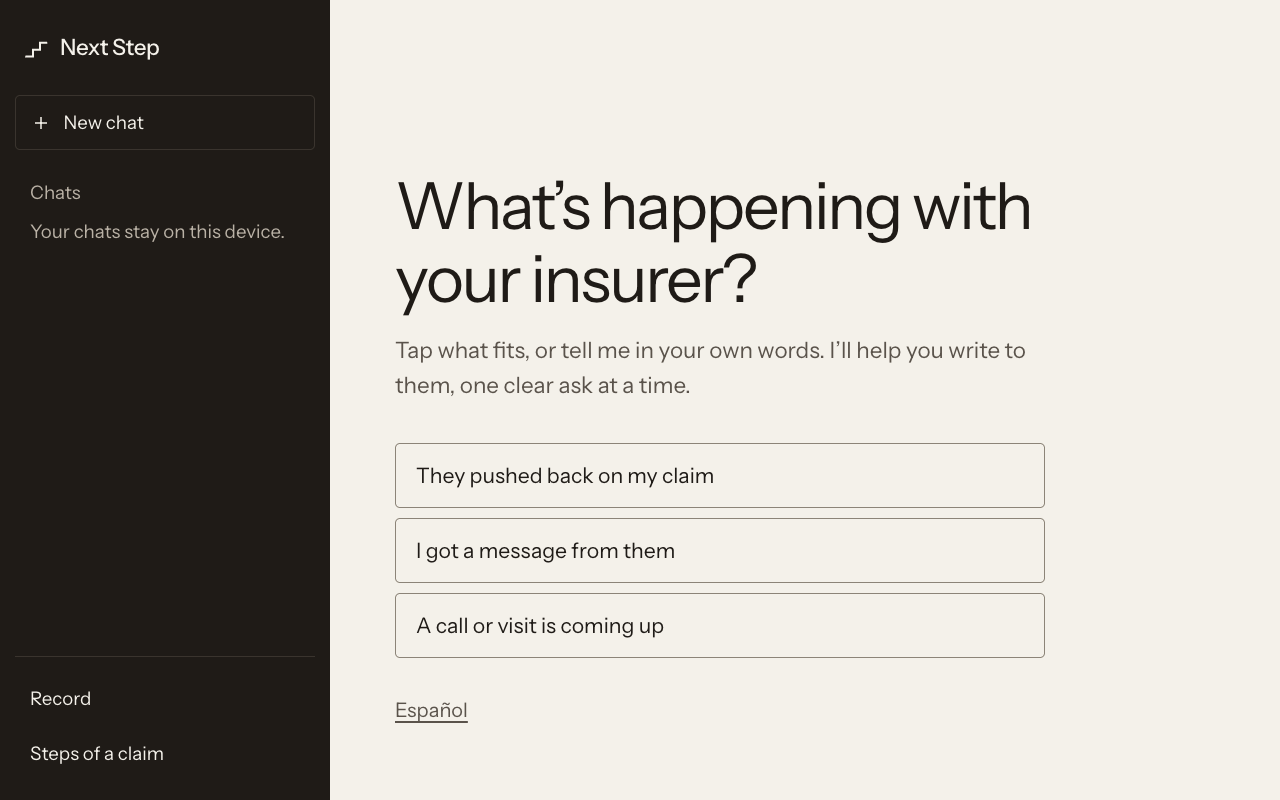 Next Step
New chat
Chats
Your chats stay on this device.
Record
Steps of a claim
What’s happening with
your insurer?
Tap what fits, or tell me in your own words. I’ll help you write to
them, one clear ask at a time.
They pushed back on my claim
I got a message from them
A call or visit is coming up
Español